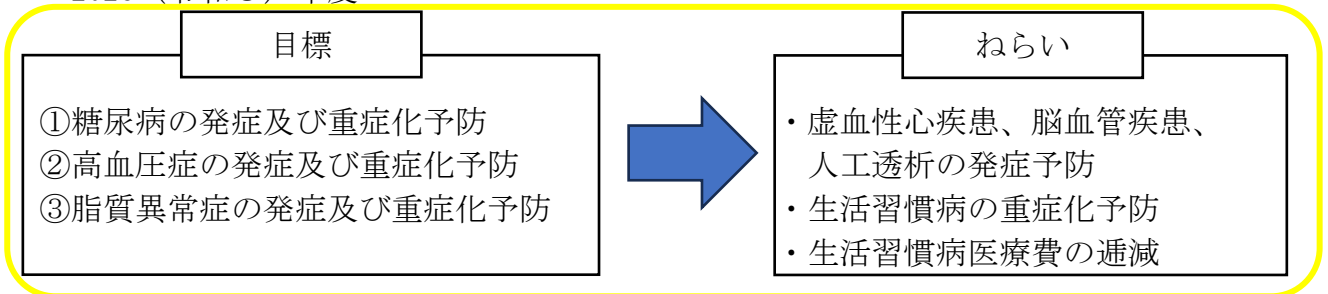 目標
①糖尿病の発症及び重症化予防
②高血圧症の発症及び重症化予防
③脂質異常症の発症及び重症化予防
ねらい
・虚血性心疾患、脳血管疾患、
人工透析の発症予防
・生活習慣病の重症化予防
・生活習慣病医療費の逓減